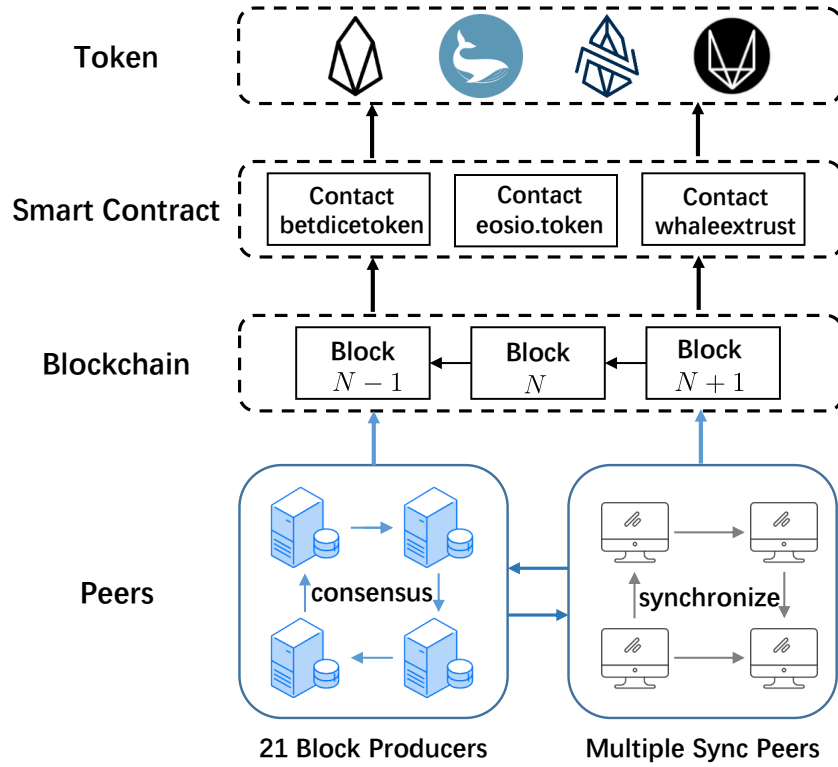 Token
Smart Contract
Contact
betdicetoken
Contact
eosio.token
Contact
whaleextrust
Blockchain
Block
N − 1
Block
N
Block
N + 1
Peers
consensus
synchronize
21 Block Producers
Multiple Sync Peers